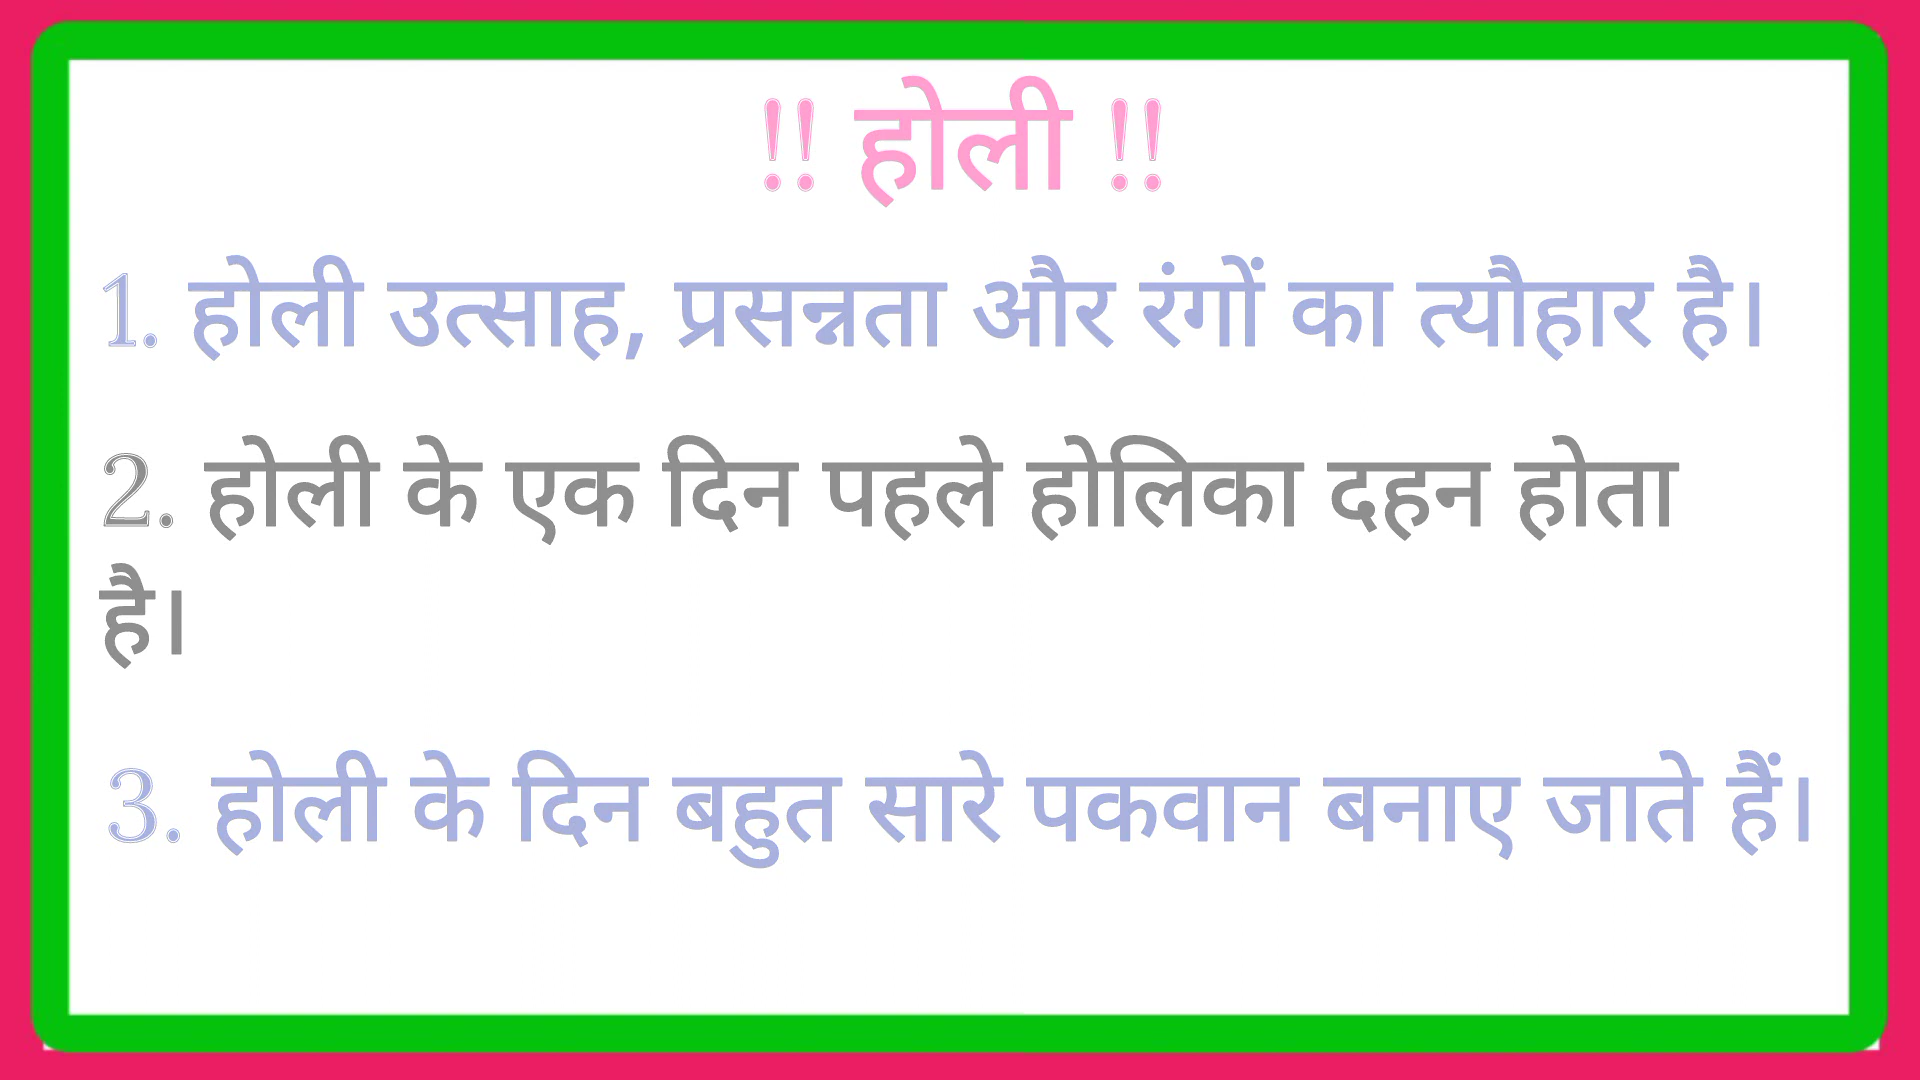 !! होली !!
1. होली उत्साह, प्रसन्नता और रंगों का त्यौहार है।
2. होली के एक दिन पहले होलिका दहन होता
है।
3. होली के दिन बहुत सारे पकवान बनाए जाते हैं।